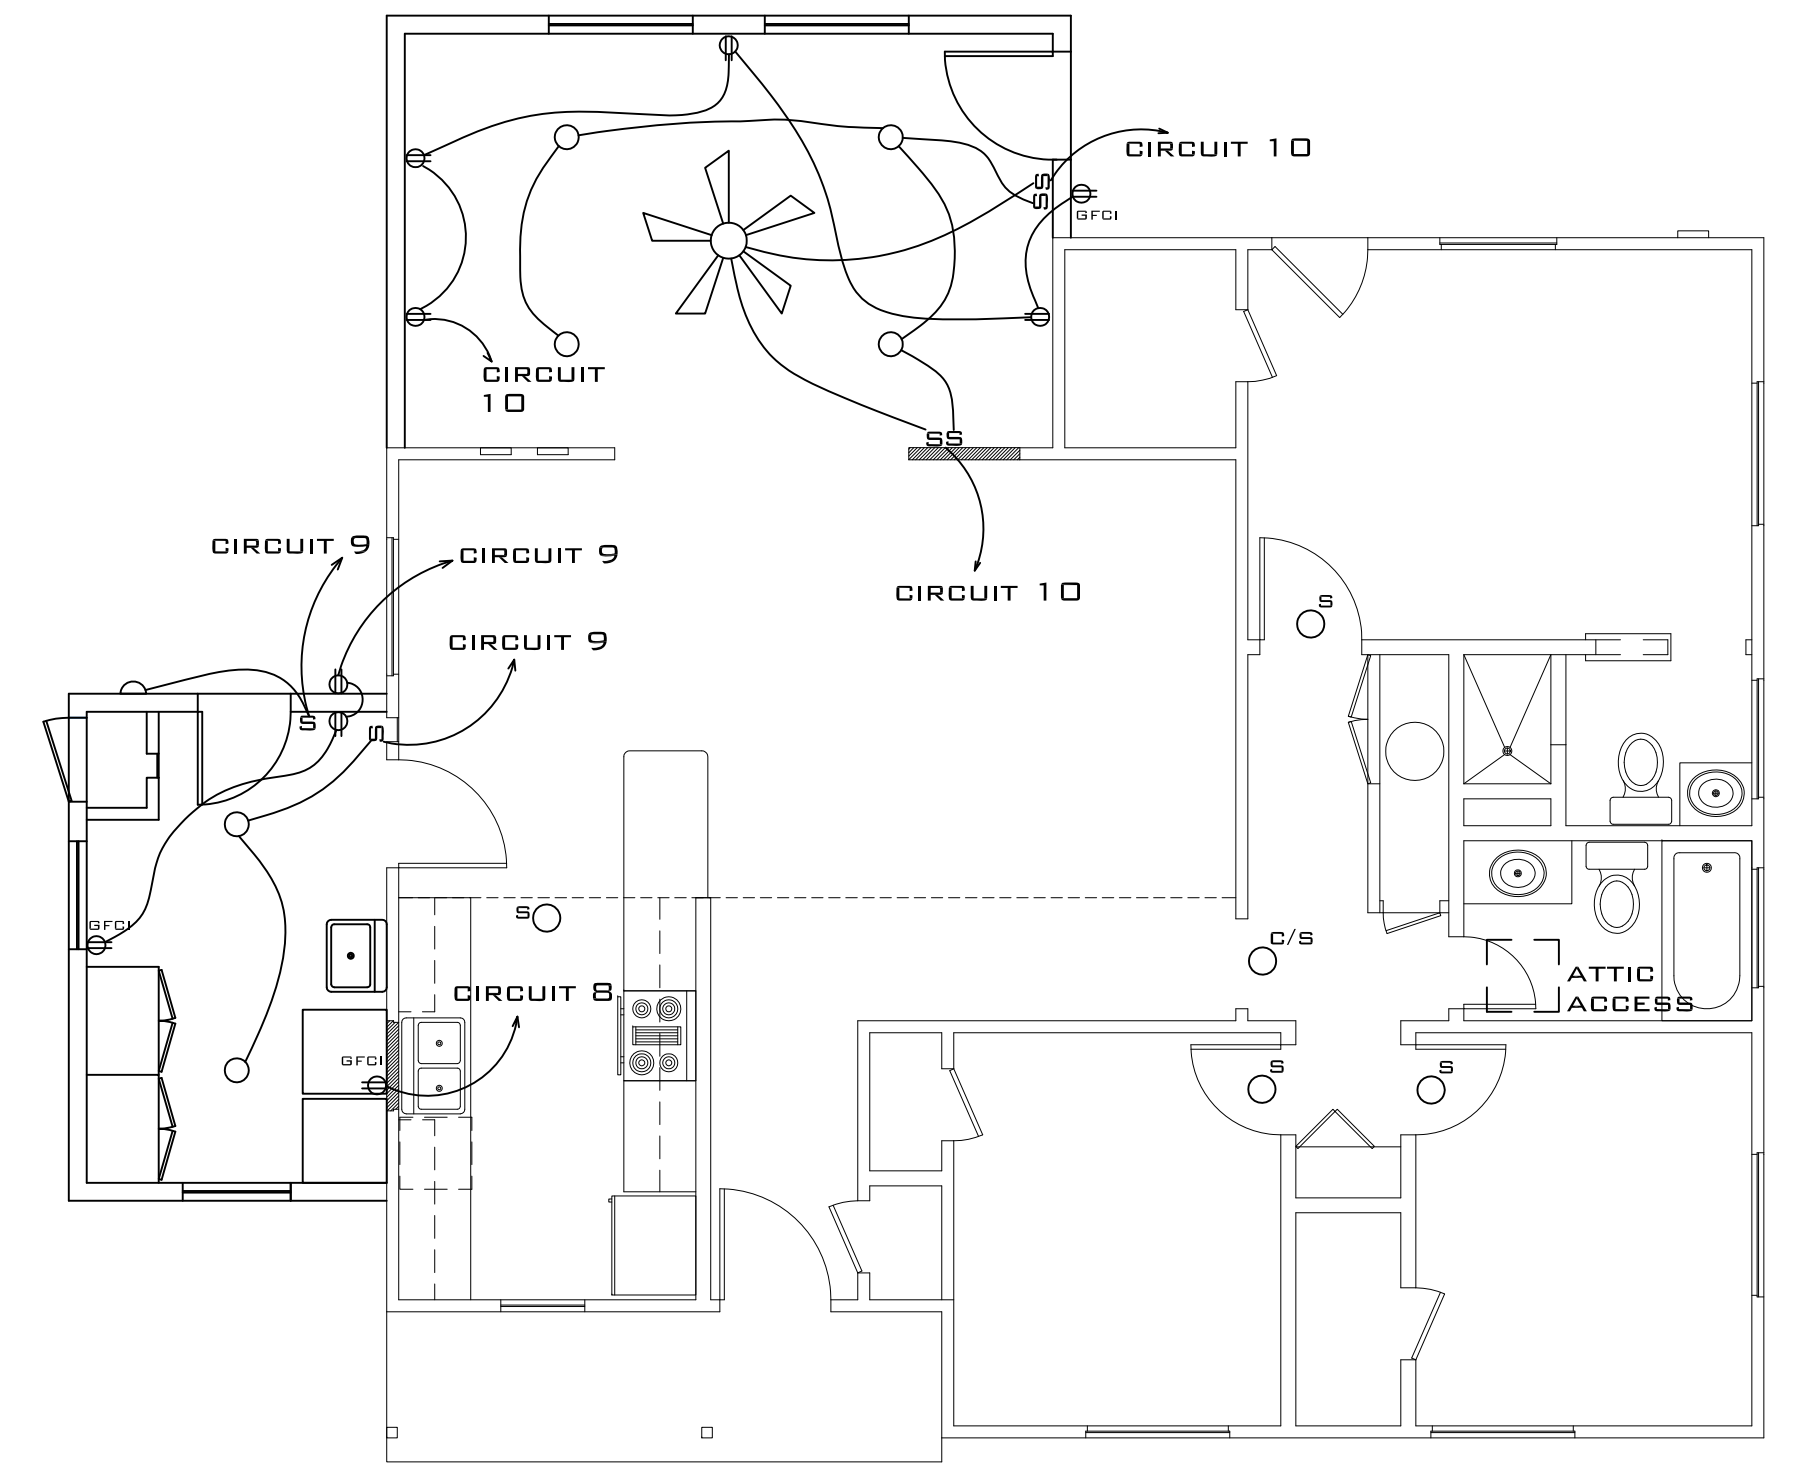 CIRCUIT 10
SS
GFCI
CIRCUIT
10
SS
CIRCUIT 9
CIRCUIT 9
CIRCUIT 10
S
CIRCUIT 9
S
S
GFCI
S
C/S
ATTIC
ACCESS
CIRCUIT 8
GFCI
S
S